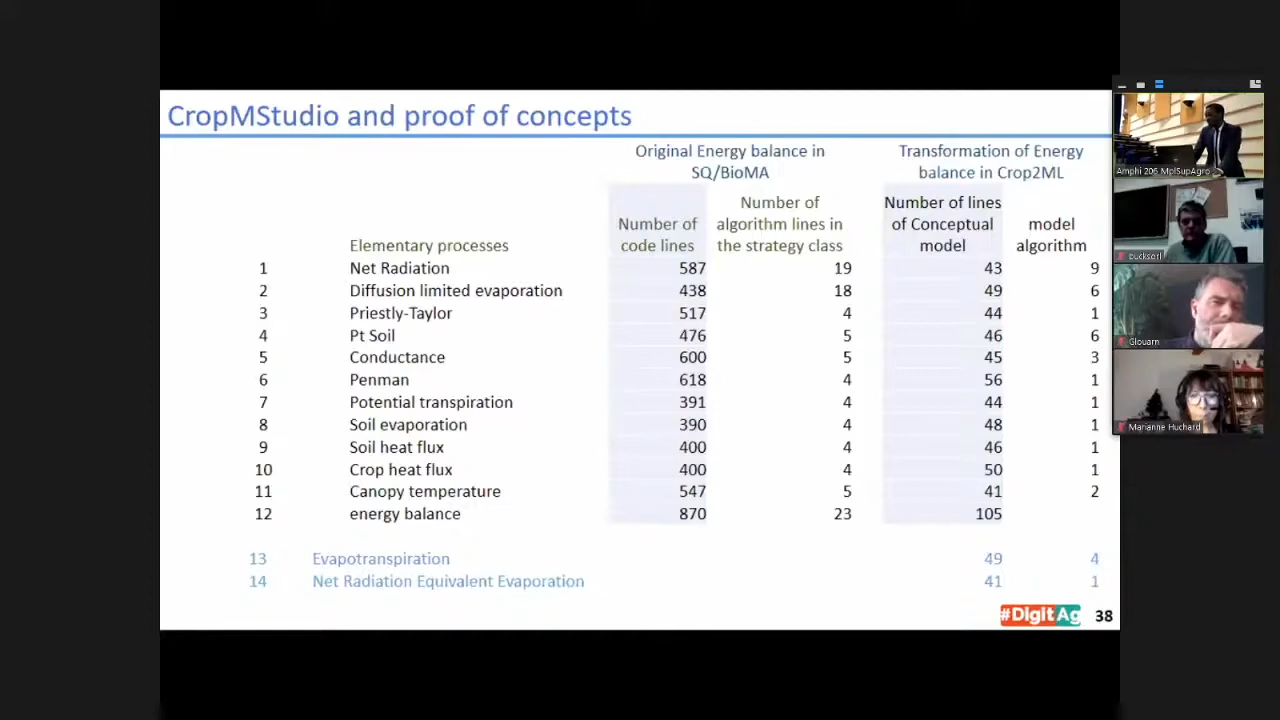 CropMStudio and proof of concepts
Original Energy balance in
SQ/BioMA
Transformation of Energy
balance in Crop2ML
Elementary processes
Number of
code lines
Number of
algorithm lines in
the strategy class
Number of lines
of Conceptual
model
model
algorithm
1 Net Radiation 587 19 43 9
2 Diffusion limited evaporation 438 18 49 6
3 Priestly-Taylor 517 4 44 1
4 Pt Soil 476 5 46 6
5 Conductance 600 5 45 3
6 Penman 618 4 56 1
7 Potential transpiration 391 4 44 1
8 Soil evaporation 390 4 48 1
9 Soil heat flux 400 4 46 1
10 Crop heat flux 400 4 50 1
11 Canopy temperature 547 5 41 2
12 energy balance 870 23 105
13 Evapotranspiration 49 4
14 Net Radiation Equivalent Evaporation 41 1
#DigitAg 38
Amphi 206 MplSupAgro
bucksorl
Glouarn
Marianne Huchard